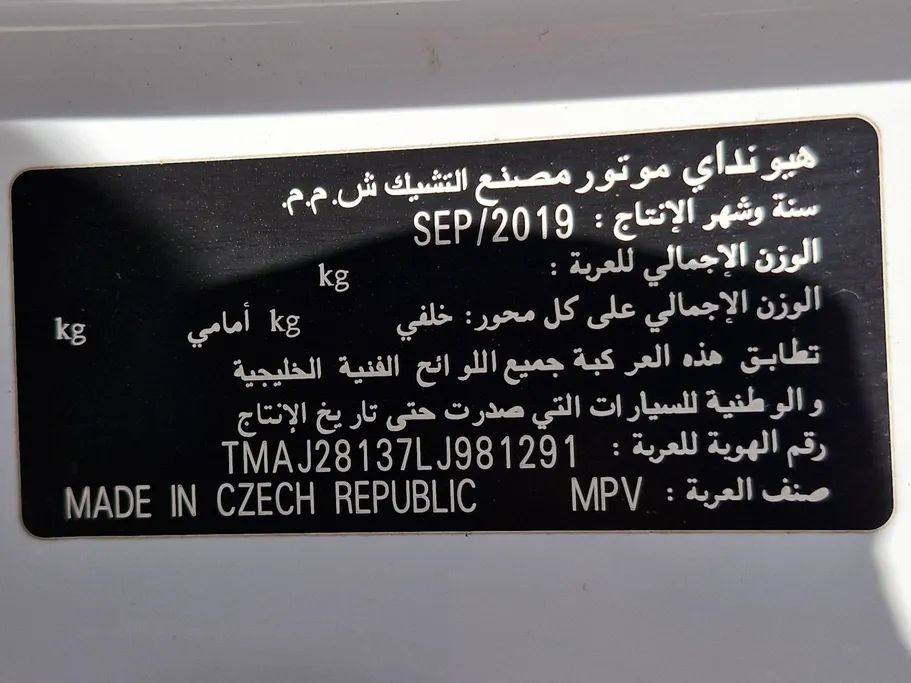 هيونداي موتور مصنع التشيك ش.م.م.
سنة وشهر الإنتاج : SEP/2019
الوزن الإجمالي للعربة : kg
الوزن الإجمالي على كل محور: خلفي kg أمامي kg
تطابق هذه العركبة جميع اللوائح الفنية الخليجية
والوطنية للسيارات التي صدرت حتى تاريخ الإنتاج
رقم الهوية للعربة : TMAJ28137LJ981291
صنف العربة : MPV MADE IN CZECH REPUBLIC